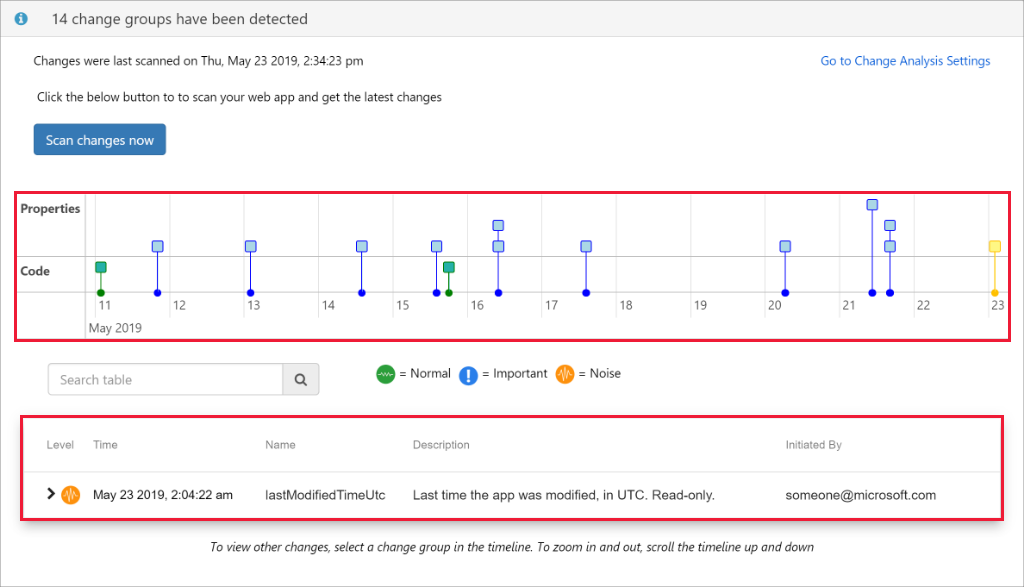 14 change groups have been detected
Changes were last scanned on Thu, May 23 2019, 2:34:23 pm
Go to Change Analysis Settings
Click the below button to to scan your web app and get the latest changes
Scan changes now
Properties
Code
11 12 13 14 15 16 17 18 19 20 21 22 23
May 2019
Search table
= Normal ! = Important = Noise
Level Time Name Description Initiated By
May 23 2019, 2:04:22 am lastModifiedTimeUtc Last time the app was modified, in UTC. Read-only. someone@microsoft.com
To view other changes, select a change group in the timeline. To zoom in and out, scroll the timeline up and down